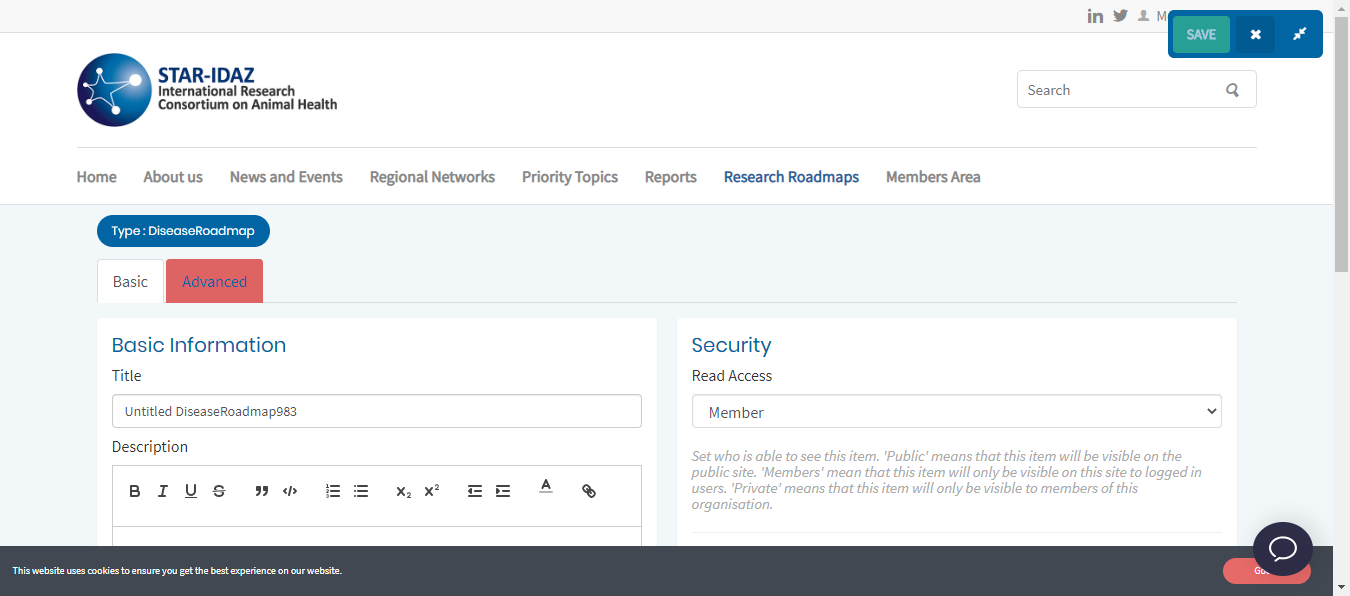 M
SAVE
STAR-IDAZ
International Research
Consortium on Animal Health
Search
Home About us News and Events Regional Networks Priority Topics Reports Research Roadmaps Members Area
Type : DiseaseRoadmap
Basic Advanced
Basic Information
Title
Untitled DiseaseRoadmap983
Description
Security
Read Access
Member
Set who is able to see this item. 'Public' means that this item will be visible on the
public site. 'Members' mean that this item will only be visible on this site to logged in
users. 'Private' means that this item will only be visible to members of this
organisation.
This website uses cookies to ensure you get the best experience on our website.